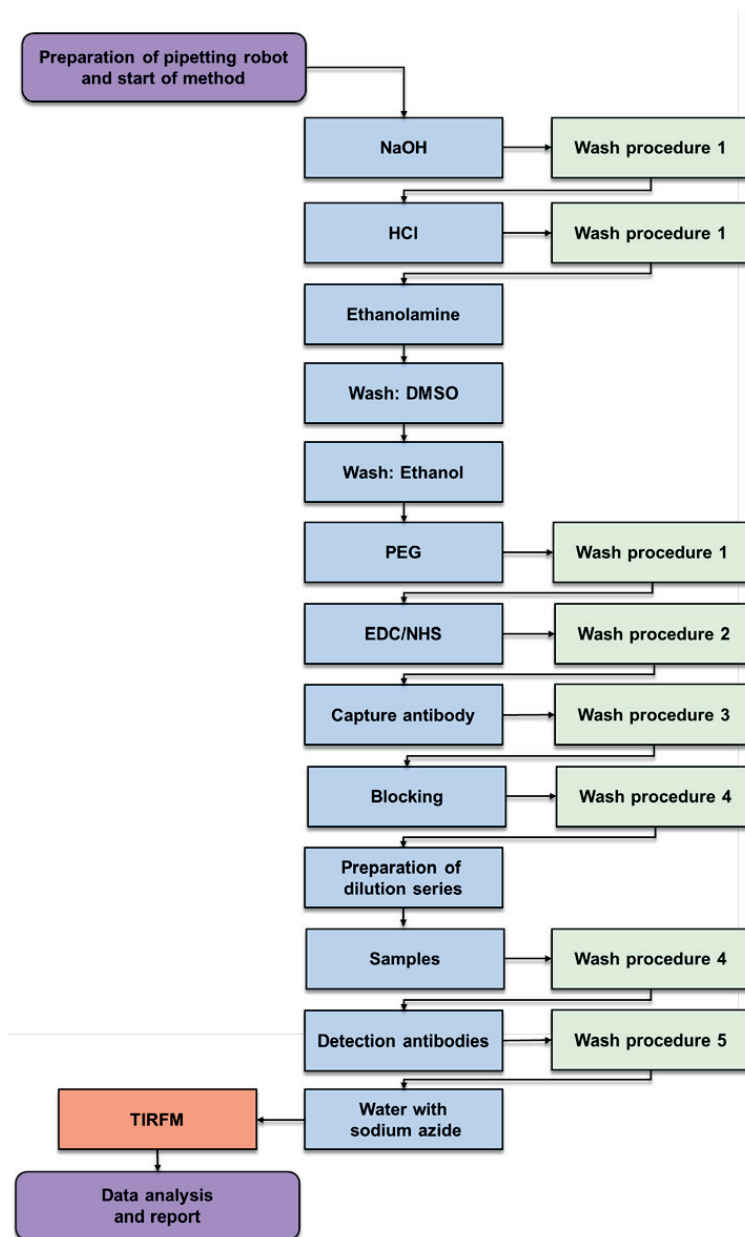 Preparation of pipetting robot
and start of method
NaOH
Wash procedure 1
HCl
Wash procedure 1
Ethanolamine
Wash: DMSO
Wash: Ethanol
PEG
Wash procedure 1
EDC/NHS
Wash procedure 2
Capture antibody
Wash procedure 3
Blocking
Wash procedure 4
Preparation of
dilution series
Samples
Wash procedure 4
Detection antibodies
Wash procedure 5
Water with
sodium azide
TIRFM
Data analysis
and report